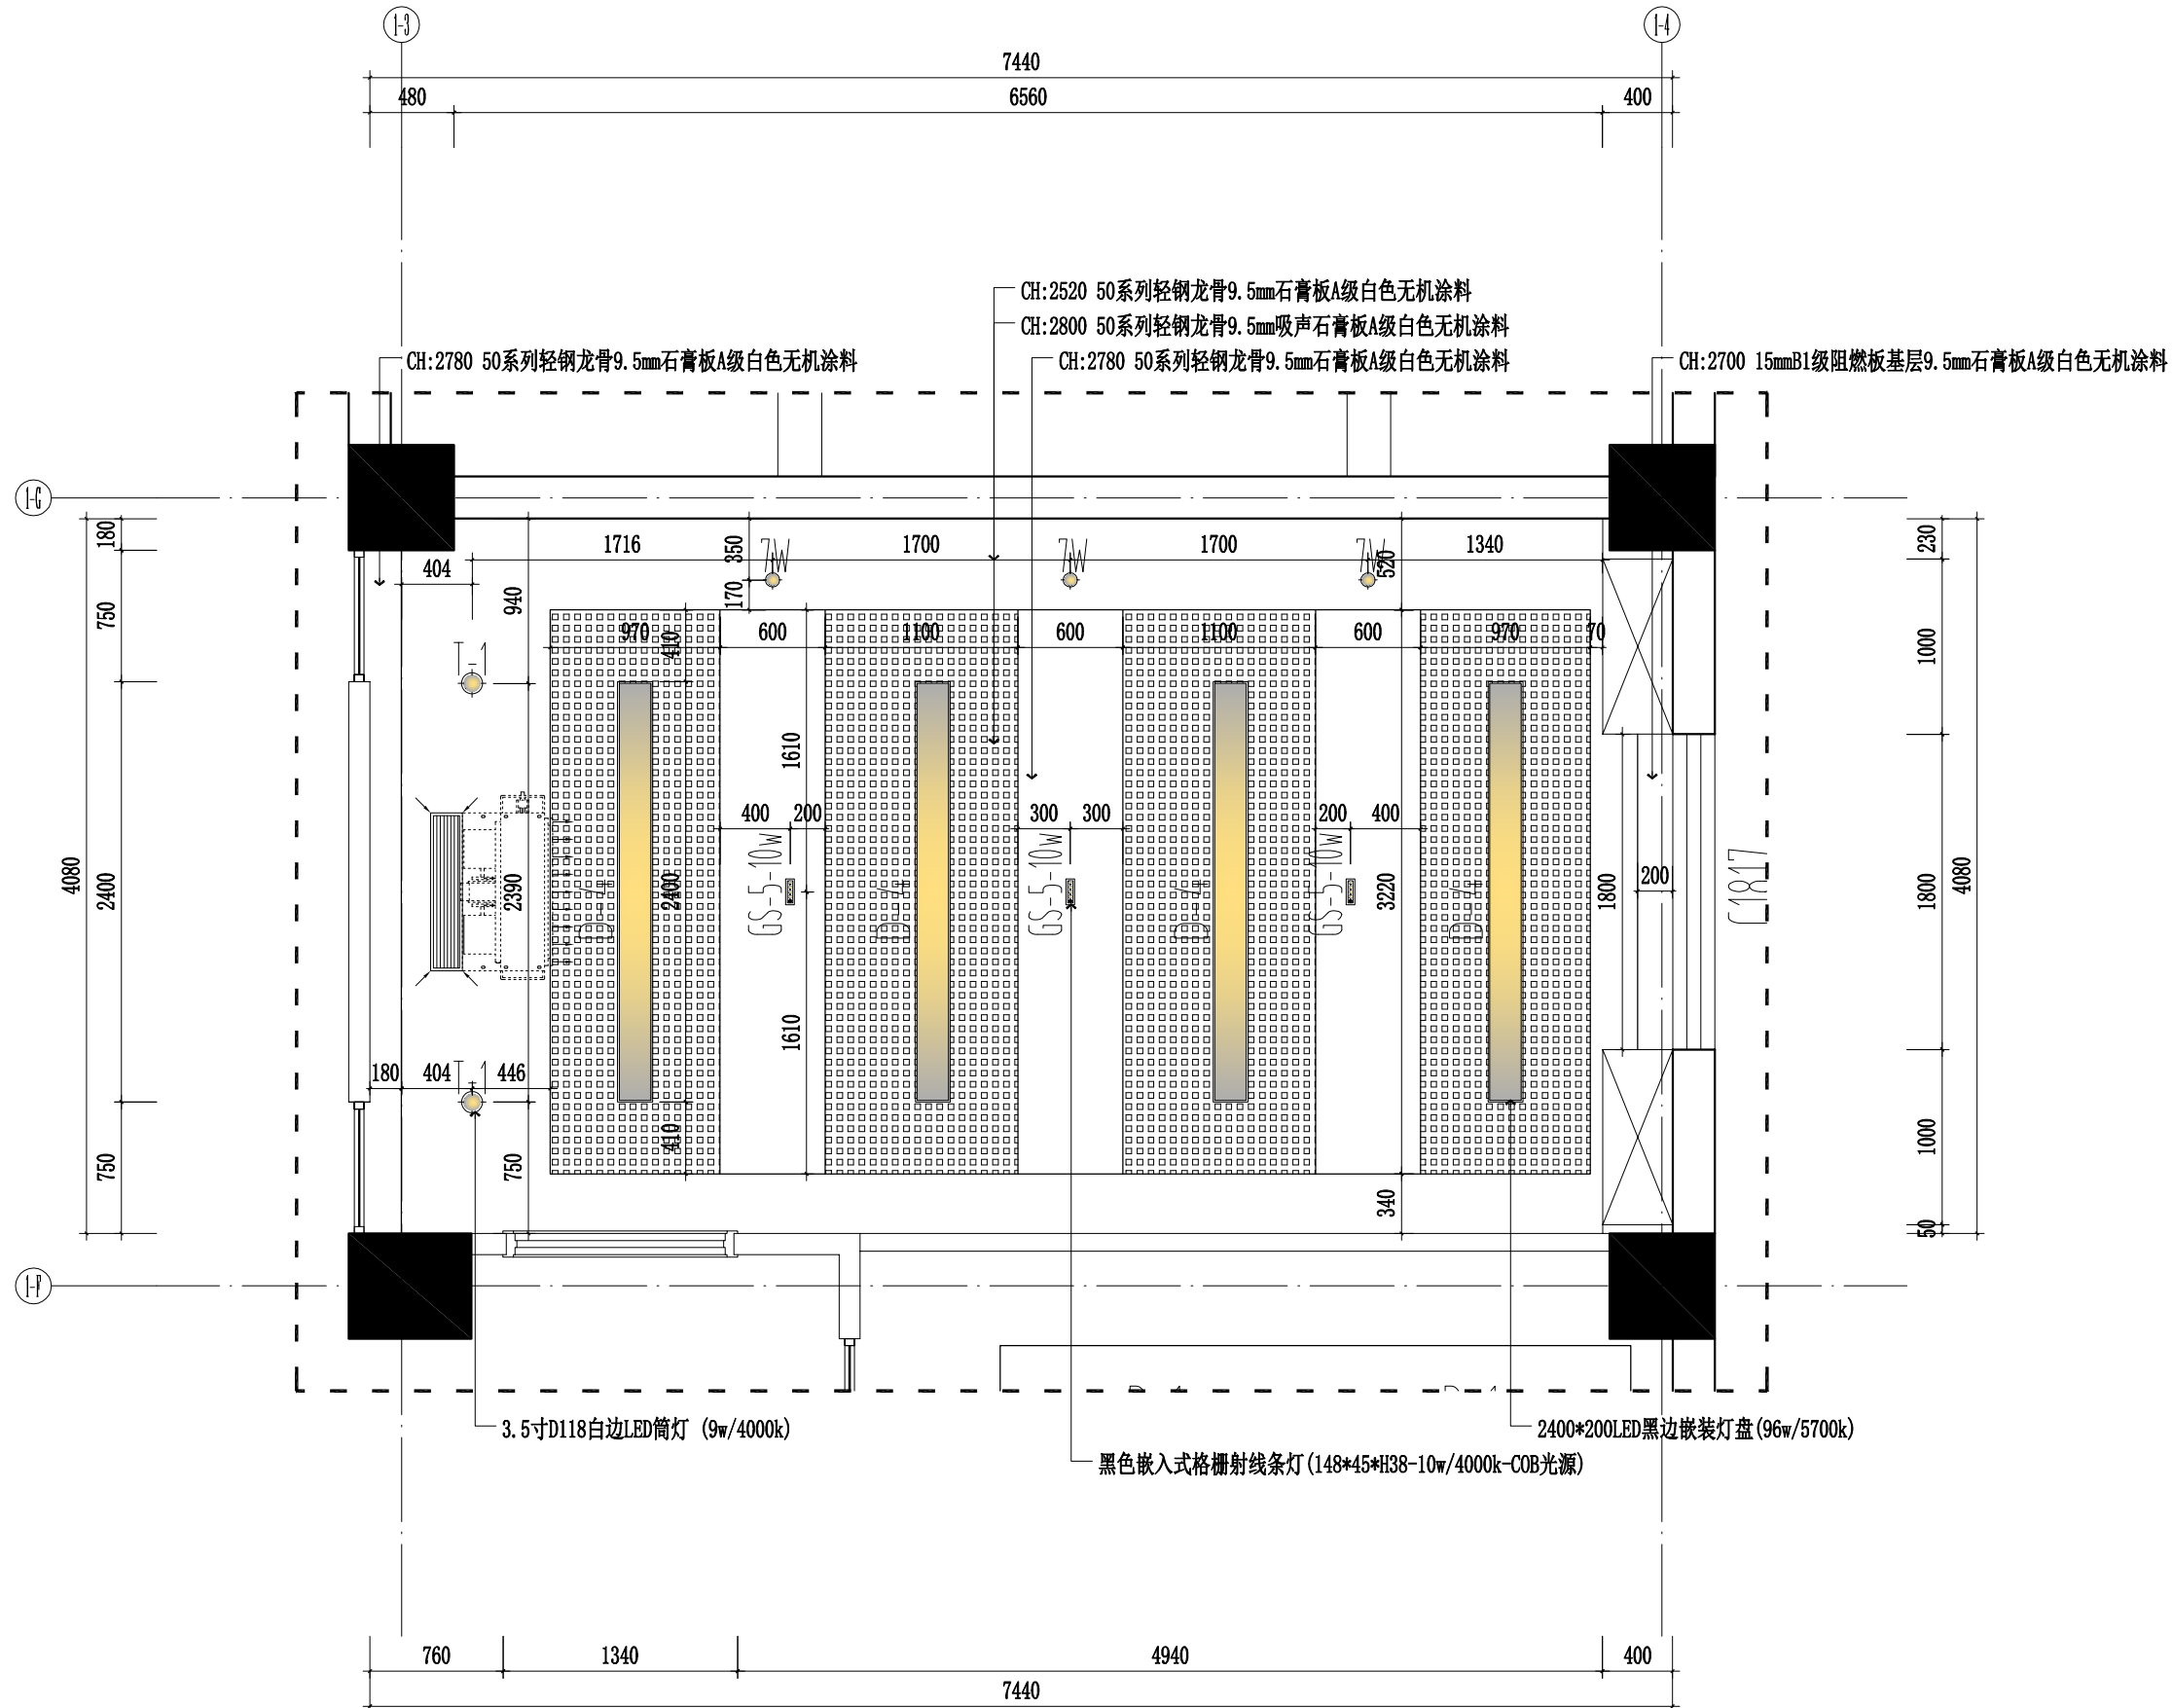 1-3
1-4
7440
480
6560
400
CH:2520 50系列轻钢龙骨9.5mm石膏板A级白色无机涂料
CH:2800 50系列轻钢龙骨9.5mm吸声石膏板A级白色无机涂料
CH:2780 50系列轻钢龙骨9.5mm石膏板A级白色无机涂料
CH:2780 50系列轻钢龙骨9.5mm石膏板A级白色无机涂料
CH:2700 15mmB1级阻燃板基层9.5mm石膏板A级白色无机涂料
1-G
180
1716
350
7W
1700
7W
1700
7W
520
1340
230
404
750
940
170
T-1
970
410
600
1100
600
1100
600
970
70
1000
1610
400
200
300
300
200
400
4080
2400
2390
D-4
2400
GS-5-10w
D-4
GS-5-10w
D-4
GS-5-10w
3220
D-4
1800
200
C1817
1800
4080
1610
180
404
T-1
446
410
750
750
340
1000
50
1-F
3.5寸D118白边LED筒灯 (9w/4000k)
2400*200LED黑边嵌装灯盘(96w/5700k)
黑色嵌入式格栅射线条灯(148*45*H38-10w/4000k-COB光源)
760
1340
4940
400
7440